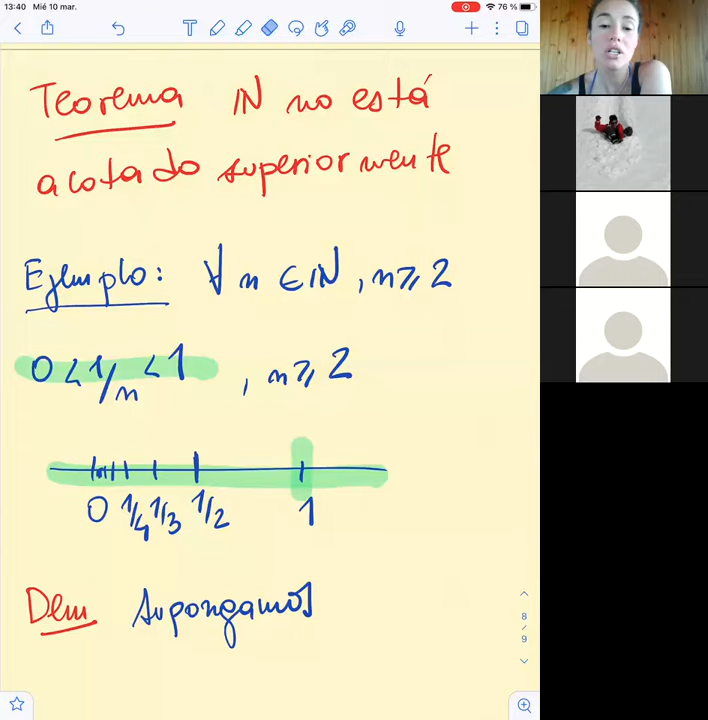 13:40 Mié 10 mar.
76 %
Teorema ℕ no está
acotado superiormente
Ejemplo: ∀ n ∈ ℕ, n ≥ 2
0 < 1/n < 1 , n ≥ 2
0 1/4 1/3 1/2 1
Dem Supongamos
8 / 9